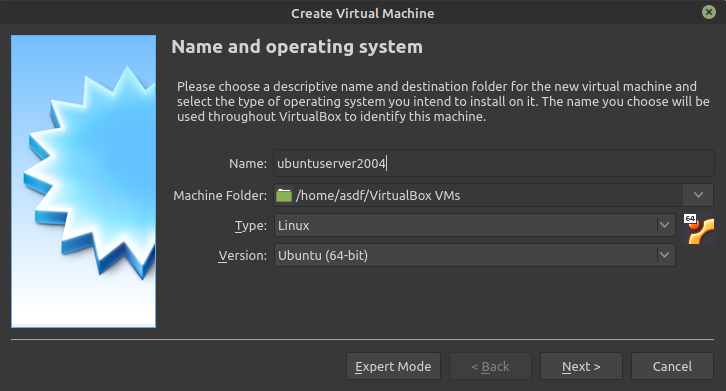 Create Virtual Machine
Name and operating system
Please choose a descriptive name and destination folder for the new virtual machine and
select the type of operating system you intend to install on it. The name you choose will be
used throughout VirtualBox to identify this machine.
Name: ubuntuserver2004
Machine Folder: /home/asdf/VirtualBox VMs
Type: Linux
64
Version: Ubuntu (64-bit)
Expert Mode < Back Next > Cancel